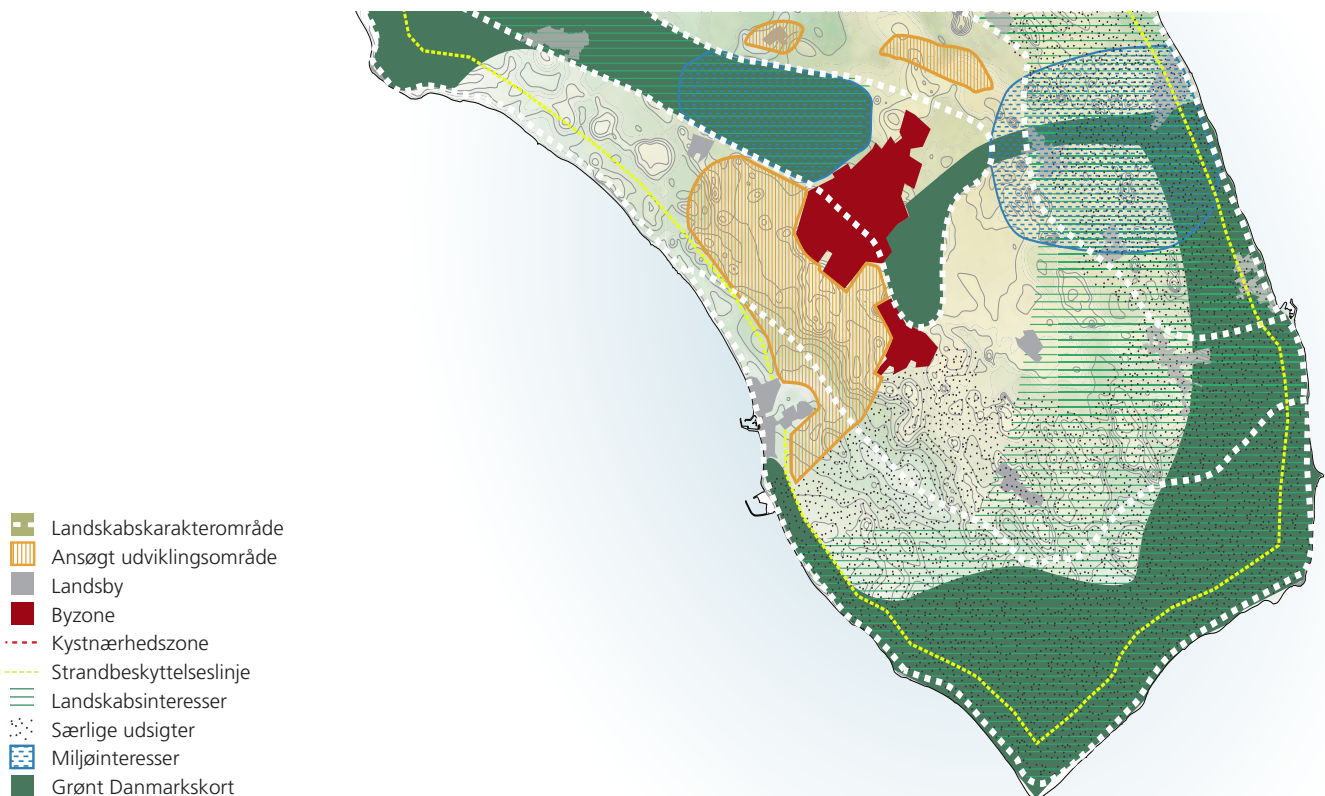 Landskabskarakterområde
Ansøgt udviklingsområde
Landsby
Byzone
Kystnærhedszone
Strandbeskyttelseslinje
Landskabsinteresser
Særlige udsigter
Miljøinteresser
Grønt Danmarkskort